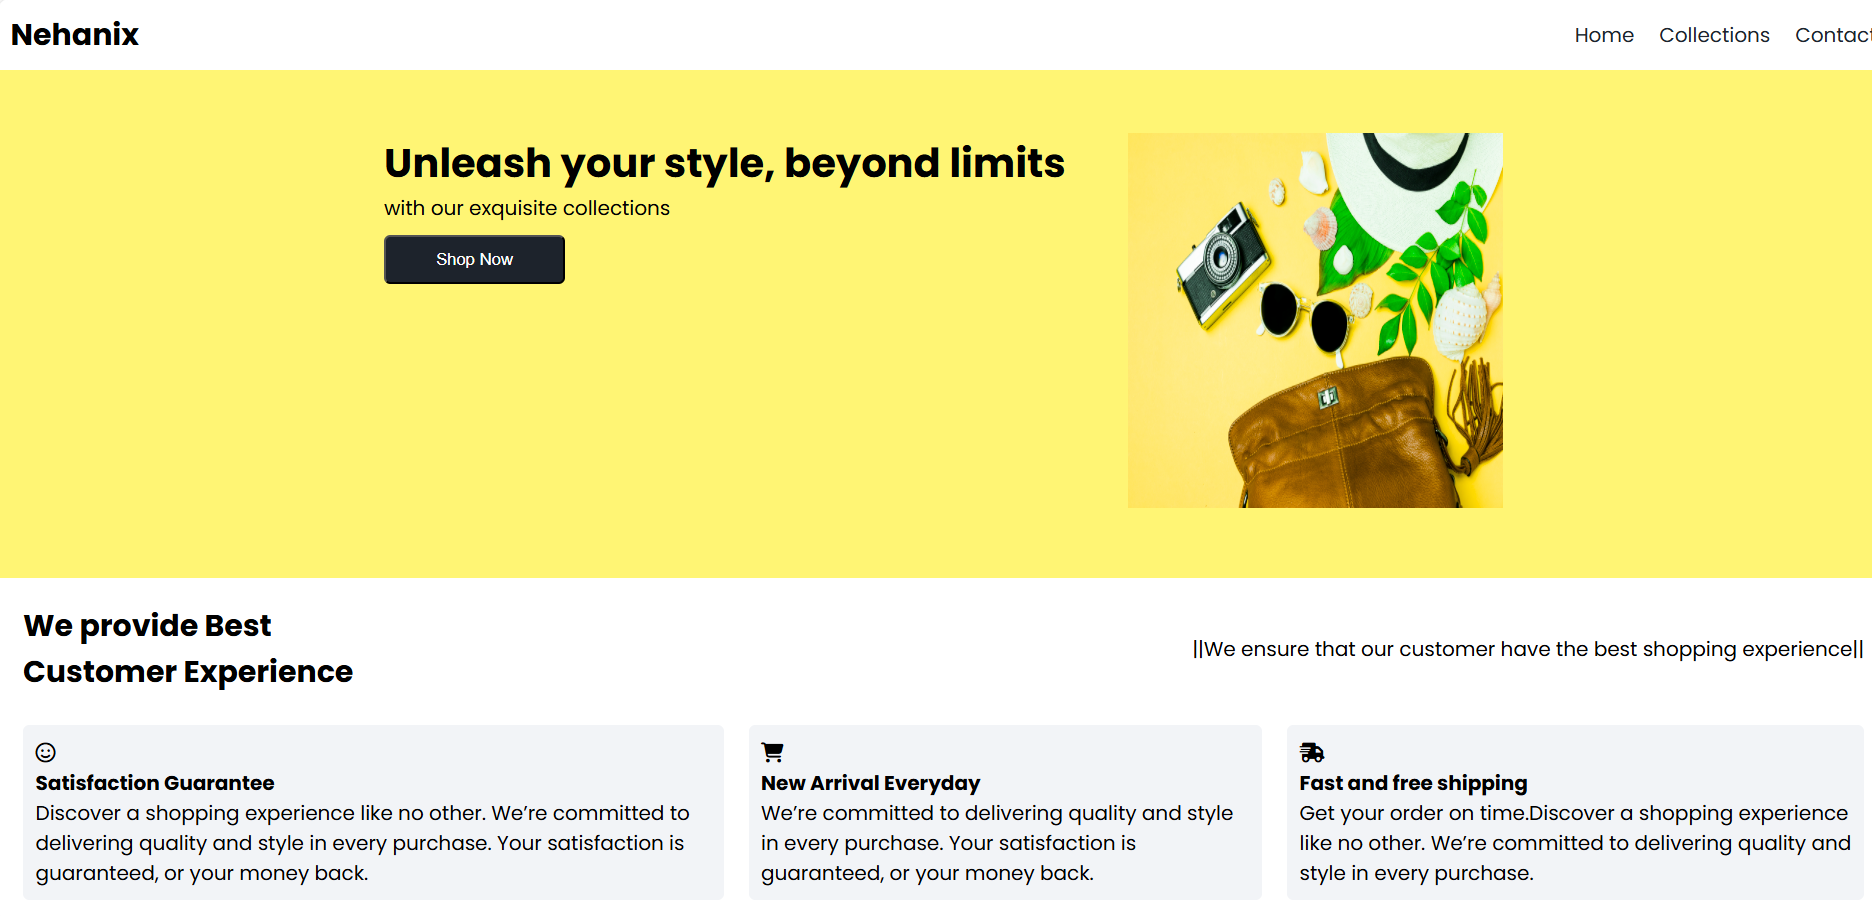 Nehanix
Home Collections Contact
Unleash your style, beyond limits
with our exquisite collections
Shop Now
We provide Best
Customer Experience
||We ensure that our customer have the best shopping experience||
Satisfaction Guarantee
Discover a shopping experience like no other. We’re committed to
delivering quality and style in every purchase. Your satisfaction is
guaranteed, or your money back.
New Arrival Everyday
We’re committed to delivering quality and style
in every purchase. Your satisfaction is
guaranteed, or your money back.
Fast and free shipping
Get your order on time.Discover a shopping experience
like no other. We’re committed to delivering quality and
style in every purchase.